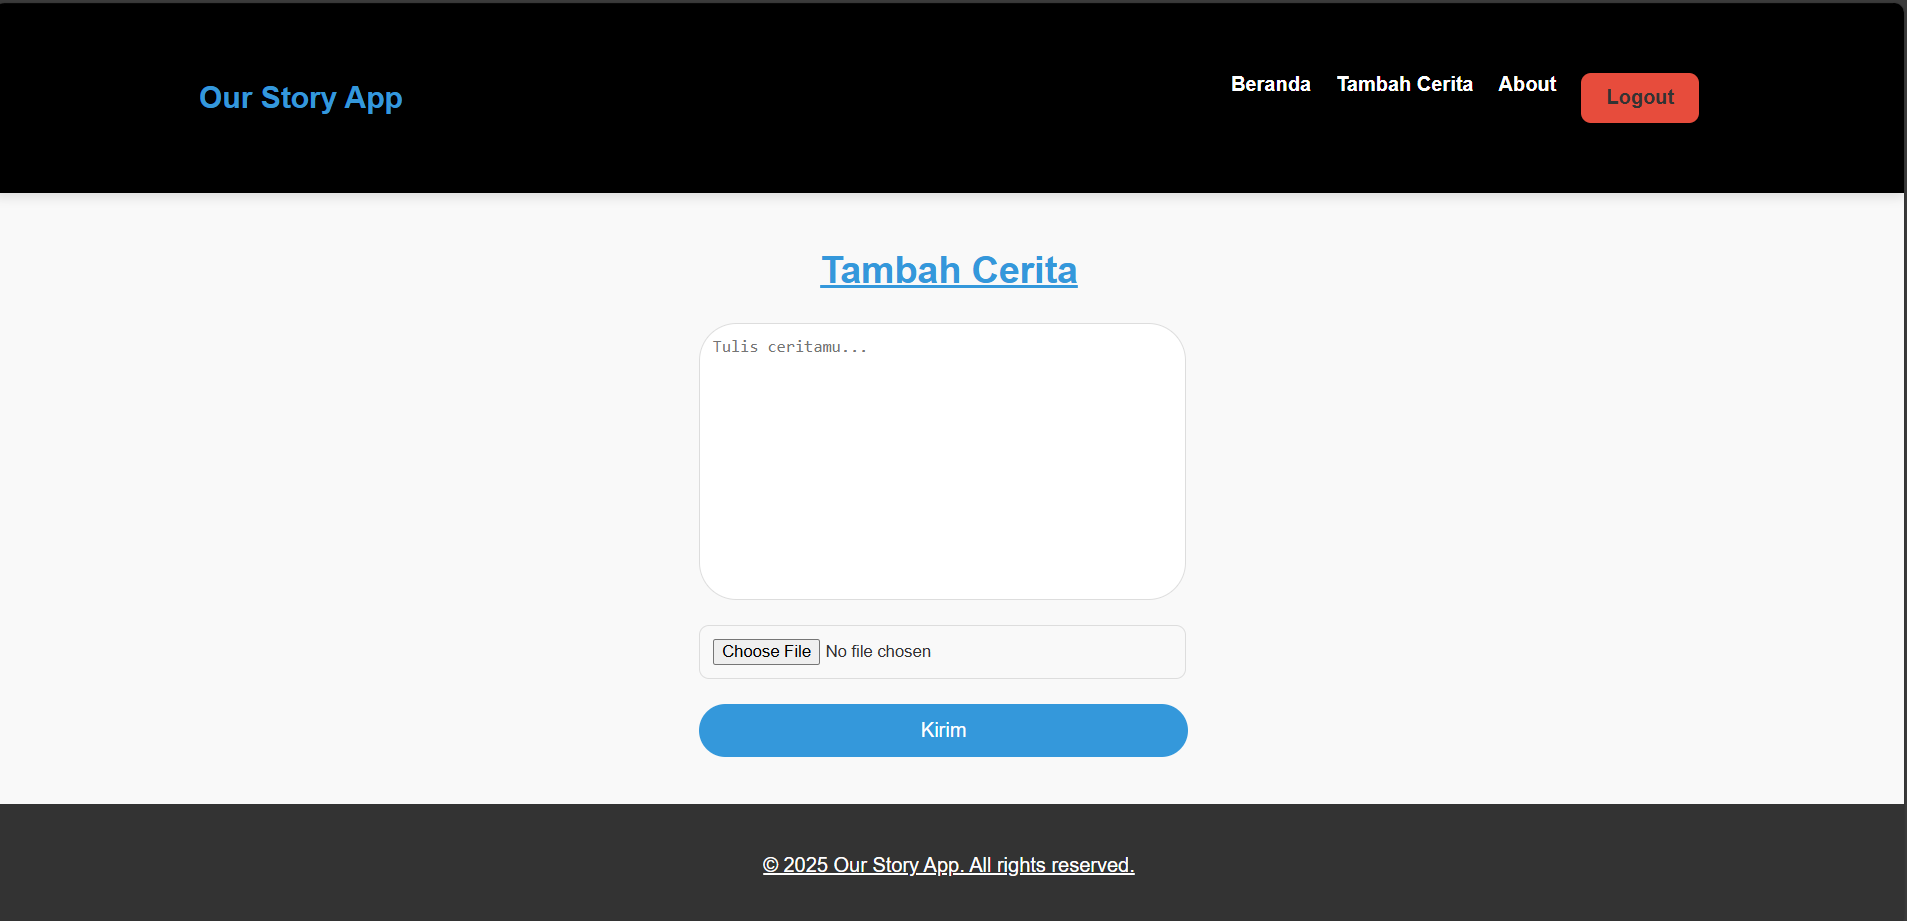 Our Story App
Beranda Tambah Cerita About Logout
Tambah Cerita
Tulis ceritamu...
Choose File No file chosen
Kirim
© 2025 Our Story App. All rights reserved.